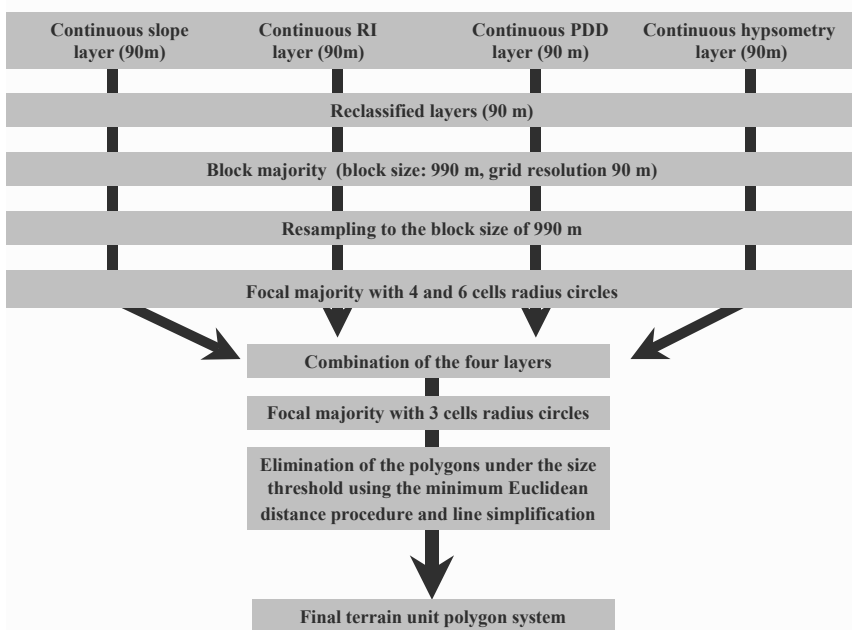 Continuous slope
layer (90m)
Continuous RI
layer (90m)
Continuous PDD
layer (90 m)
Continuous hypsometry
layer (90m)
Reclassified layers (90 m)
Block majority (block size: 990 m, grid resolution 90 m)
Resampling to the block size of 990 m
Focal majority with 4 and 6 cells radius circles
Combination of the four layers
Focal majority with 3 cells radius circles
Elimination of the polygons under the size
threshold using the minimum Euclidean
distance procedure and line simplification
Final terrain unit polygon system